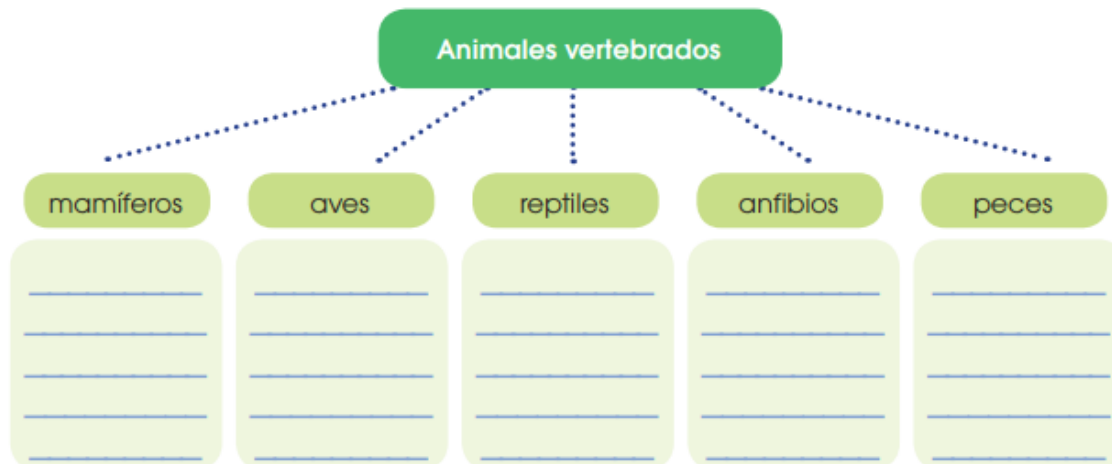 Animales vertebrados
mamíferos
aves
reptiles
anfibios
peces